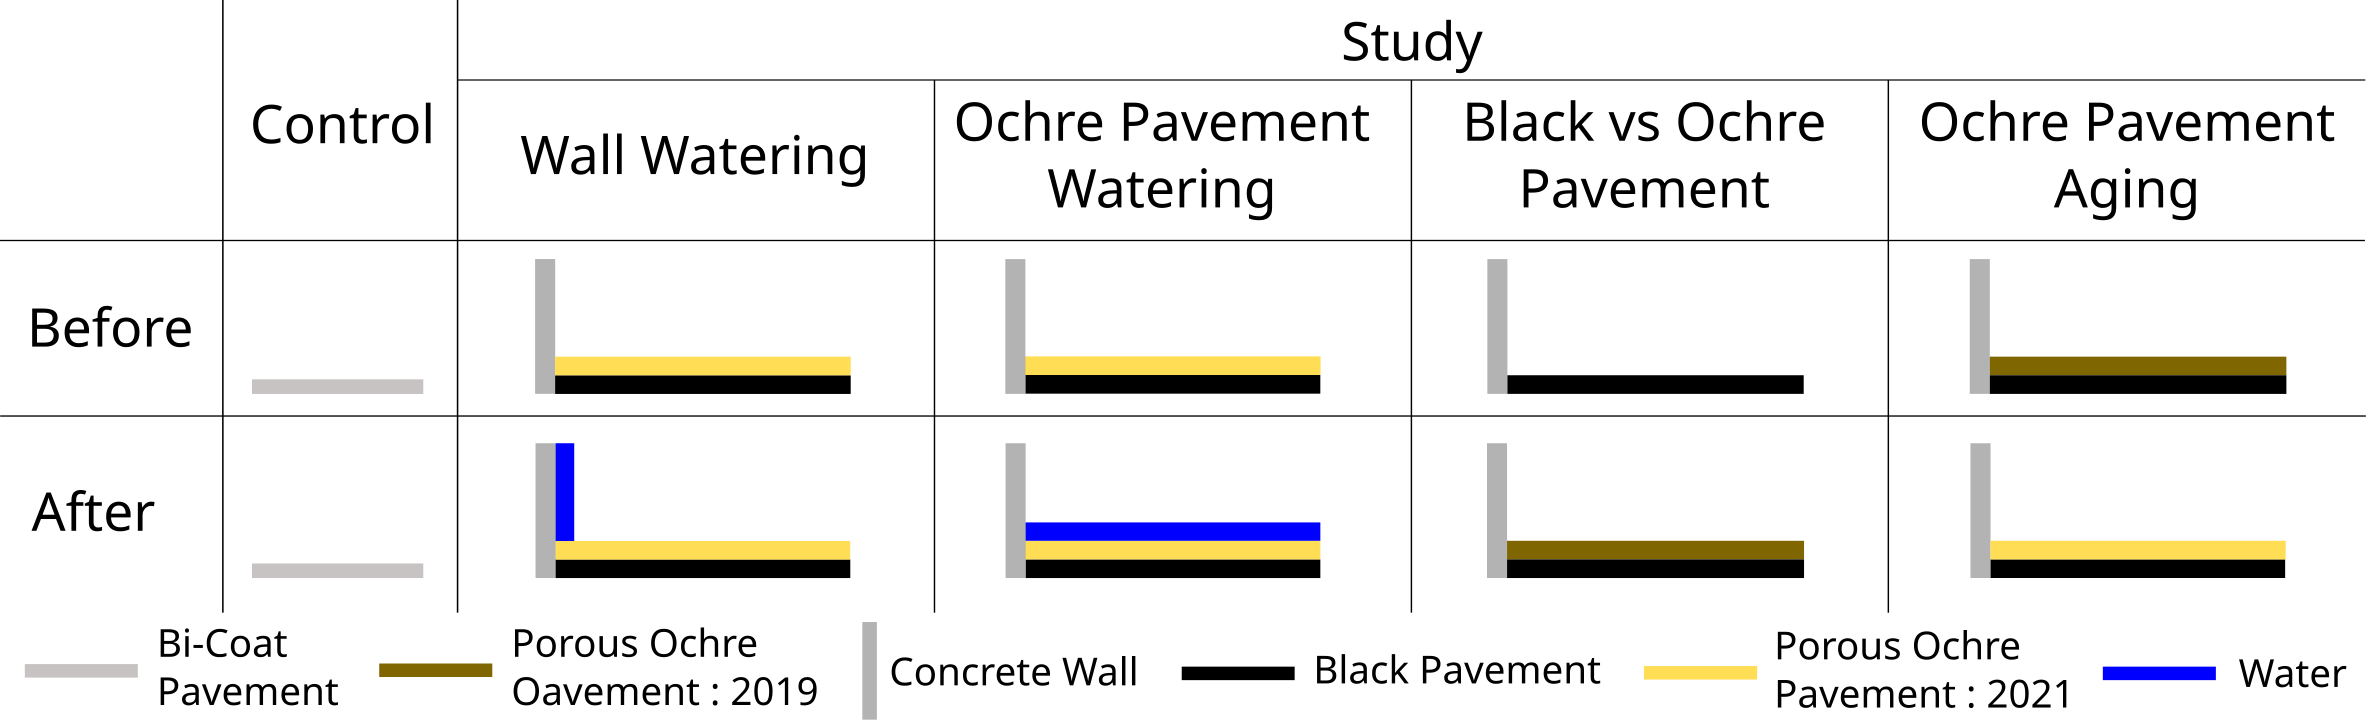 Study
Control
Wall Watering
Ochre Pavement
Watering
Black vs Ochre
Pavement
Ochre Pavement
Aging
Before
After
Bi-Coat
Pavement
Porous Ochre
Oavement : 2019
Concrete Wall
Black Pavement
Porous Ochre
Pavement : 2021
Water